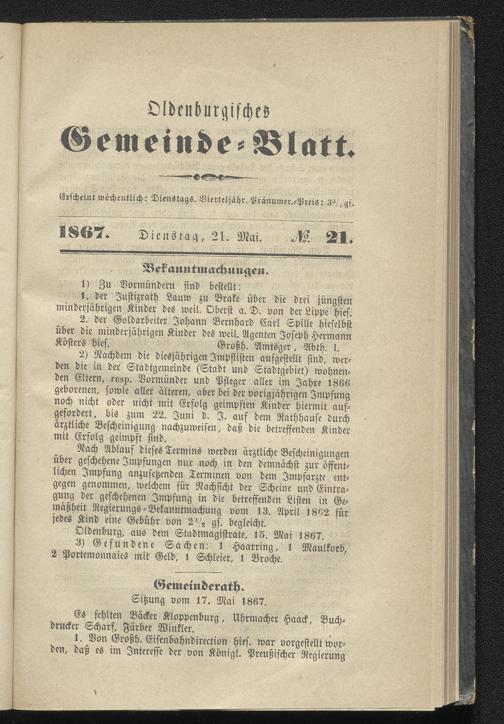 Oldenburgisches
Gemeinde-Blatt.
Erscheint wöchentlich: Dienstags. Vierteljähr. Pränumer.-Preis: 3¾ gs.
1867. Dienstag, 21. Mai. № 21.
Bekanntmachungen.
1) Zu Vormündern sind bestellt:
1. der Justizrath Lauw zu Brake über die drei jüngsten
minderjährigen Kinder des weil. Oberst a. D. von der Lippe hies.
2. der Goldarbeiter Johann Bernhard Carl Spille hieselbst
über die minderjährigen Kinder des weil. Agenten Joseph Hermann
Kösters hies. Großh. Amtsger, Abth. 1.
2) Nachdem die diesjährigen Impflisten aufgestellt sind, wer-
den die in der Stadtgemeinde (Stadt und Stadtgebiet) wohnen-
den Eltern, resp. Vormünder und Pfleger aller im Jahre 1866
geborenen, sowie aller älteren, aber bei der vorigjährigen Impfung
noch nicht oder nicht mit Erfolg geimpften Kinder hiermit auf-
gefordert, bis zum 22. Juni d. J. auf dem Rathhause durch
ärztliche Bescheinigung nachzuweisen, daß die betreffenden Kinder
mit Erfolg geimpft sind.
Nach Ablauf dieses Termins werden ärztliche Bescheinigungen
über geschehene Impfungen nur noch in den demnächst zur öffent-
lichen Impfung anzusetzenden Terminen von dem Impfarzte ent-
gegen genommen, welchem für Nachsicht der Scheine und Eintra-
gung der geschehenen Impfung in die betreffenden Listen in Ge-
mäßheit Regierungs-Bekanntmachung vom 13. April 1862 für
jedes Kind eine Gebühr von 2½ gs. begleicht.
Oldenburg, aus dem Stadtmagistrate, 15. Mai 1867.
3) Gefundene Sachen: 1 Haarring, 1 Maulkorb,
2 Portemonnaies mit Geld, 1 Schleier, 1 Broche.
Gemeinderath.
Sitzung vom 17. Mai 1867.
Es fehlten Bäcker Kloppenburg, Uhrmacher Haack, Buch-
drucker Scharf, Färber Winkler.
1. Von Großh. Eisenbahndirection hies. war vorgestellt wor-
den, daß es im Interesse der von Königl. Preußischer Regierung